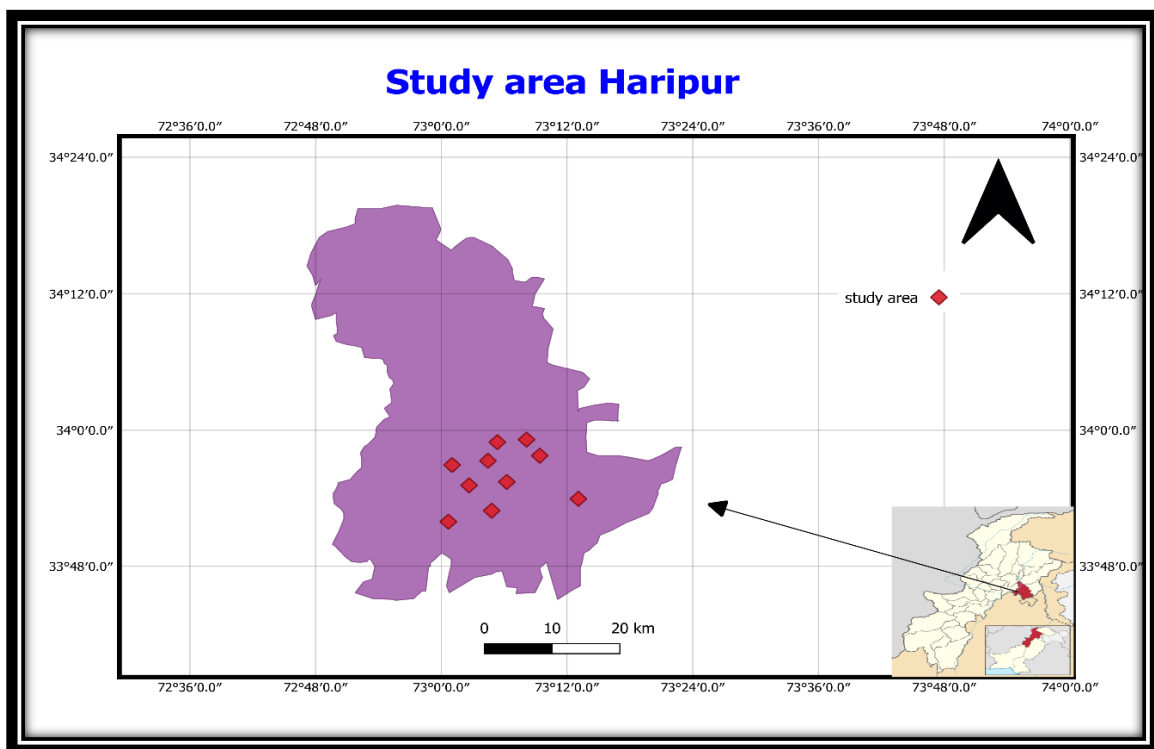 Study area Haripur
72°36′0.0″ 72°48′0.0″ 73°0′0.0″ 73°12′0.0″ 73°24′0.0″ 73°36′0.0″ 73°48′0.0″ 74°0′0.0″
34°24′0.0″ 34°24′0.0″
34°12′0.0″ 34°12′0.0″
study area
34°0′0.0″ 34°0′0.0″
33°48′0.0″ 33°48′0.0″
0 10 20 km
72°36′0.0″ 72°48′0.0″ 73°0′0.0″ 73°12′0.0″ 73°24′0.0″ 73°36′0.0″ 73°48′0.0″ 74°0′0.0″